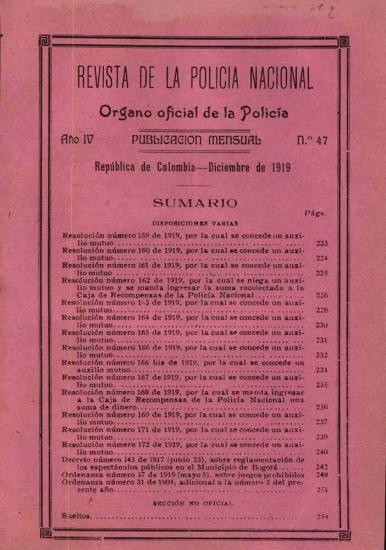 REVISTA DE LA POLICIA NACIONAL
Organo oficial de la Policía
Año IV PUBLICACION MENSUAL N.º 47
República de Colombia—Diciembre de 1919
SUMARIO
Págs.
DISPOSICIONES VARIAS
Resolución número 159 de 1919, por la cual se concede un auxi-
lio mutuo 223
Resolución número 160 de 1919, por la cual se concede un auxi-
lio mutuo 224
Resolución número 161 de 1919, por la cual se concede un auxi-
lio mutuo 225
Resolución número 162 de 1919, por la cual se niega un auxi-
lio mutuo y se manda ingresar la suma recolectada a la
Caja de Recompensas de la Policía Nacional 226
Resolución número 1-3 de 1919, por la cual se concede un auxi-
lio mutuo 228
Resolución número 164 de 1919, por la cual se concede un auxi-
lio mutuo 230
Resolución número 165 de 1919, por la cual se concede un auxi-
lio mutuo 231
Resolución número 166 de 1919, por la cual se concede un auxi-
lio mutuo 232
Resolución número 166 bis de 1919, por la cual se concede un
auxilio mutuo 234
Resolución número 167 de 1919, por la cual se concede un auxi-
lio mutuo 235
Resolución número 168 de 1919, por la cual se manda ingresar
a la Caja de Recompensas de la Policía Nacional una
suma de dinero 236
Resolución número 169 de 1919, por la cual se concede un auxi-
lio mutuo 237
Resolución número 171 de 1919, por la cual se concede un auxi-
lio mutuo 239
Resolución número 172 de 1919, por la cual se concede un auxi-
lio mutuo 240
Decreto número 143 de 1917 (junio 23), sobre reglamentación de
los espectáculos públicos en el Municipio de Bogotá 242
Ordenanza número 27 de 1919 (mayo 5), sobre juegos prohibidos 248
Ordenanza número 31 de 1904, adicional a la número 2 del pre-
sente año 251
SECCIÓN NO OFICIAL
Sueltos 254